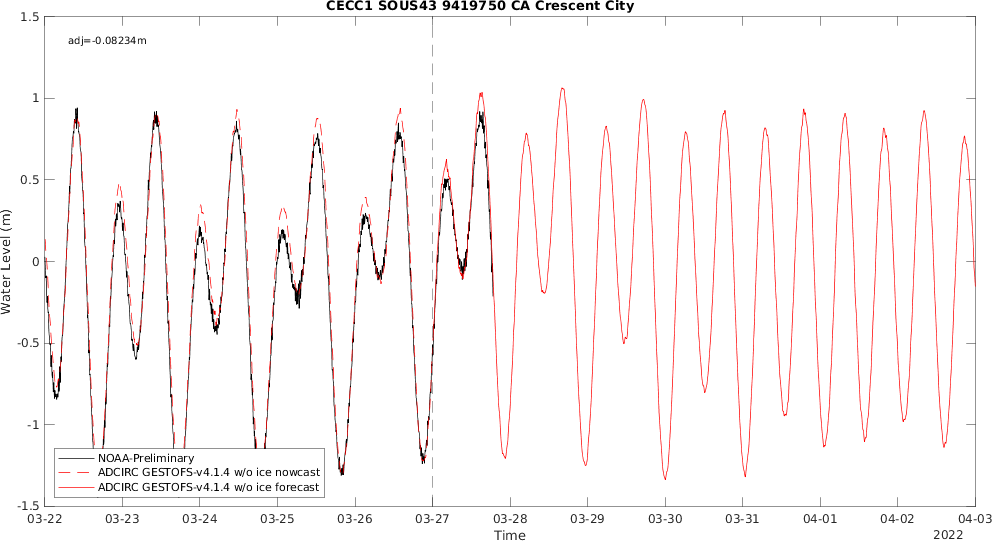 CECC1 SOUS43 9419750 CA Crescent City
adj=-0.08234m
Water Level (m)
1.5
1
0.5
0
-0.5
-1
-1.5
NOAA-Preliminary
ADCIRC GESTOFS-v4.1.4 w/o ice nowcast
ADCIRC GESTOFS-v4.1.4 w/o ice forecast
03-22 03-23 03-24 03-25 03-26 03-27 03-28 03-29 03-30 03-31 04-01 04-02 04-03
Time
2022